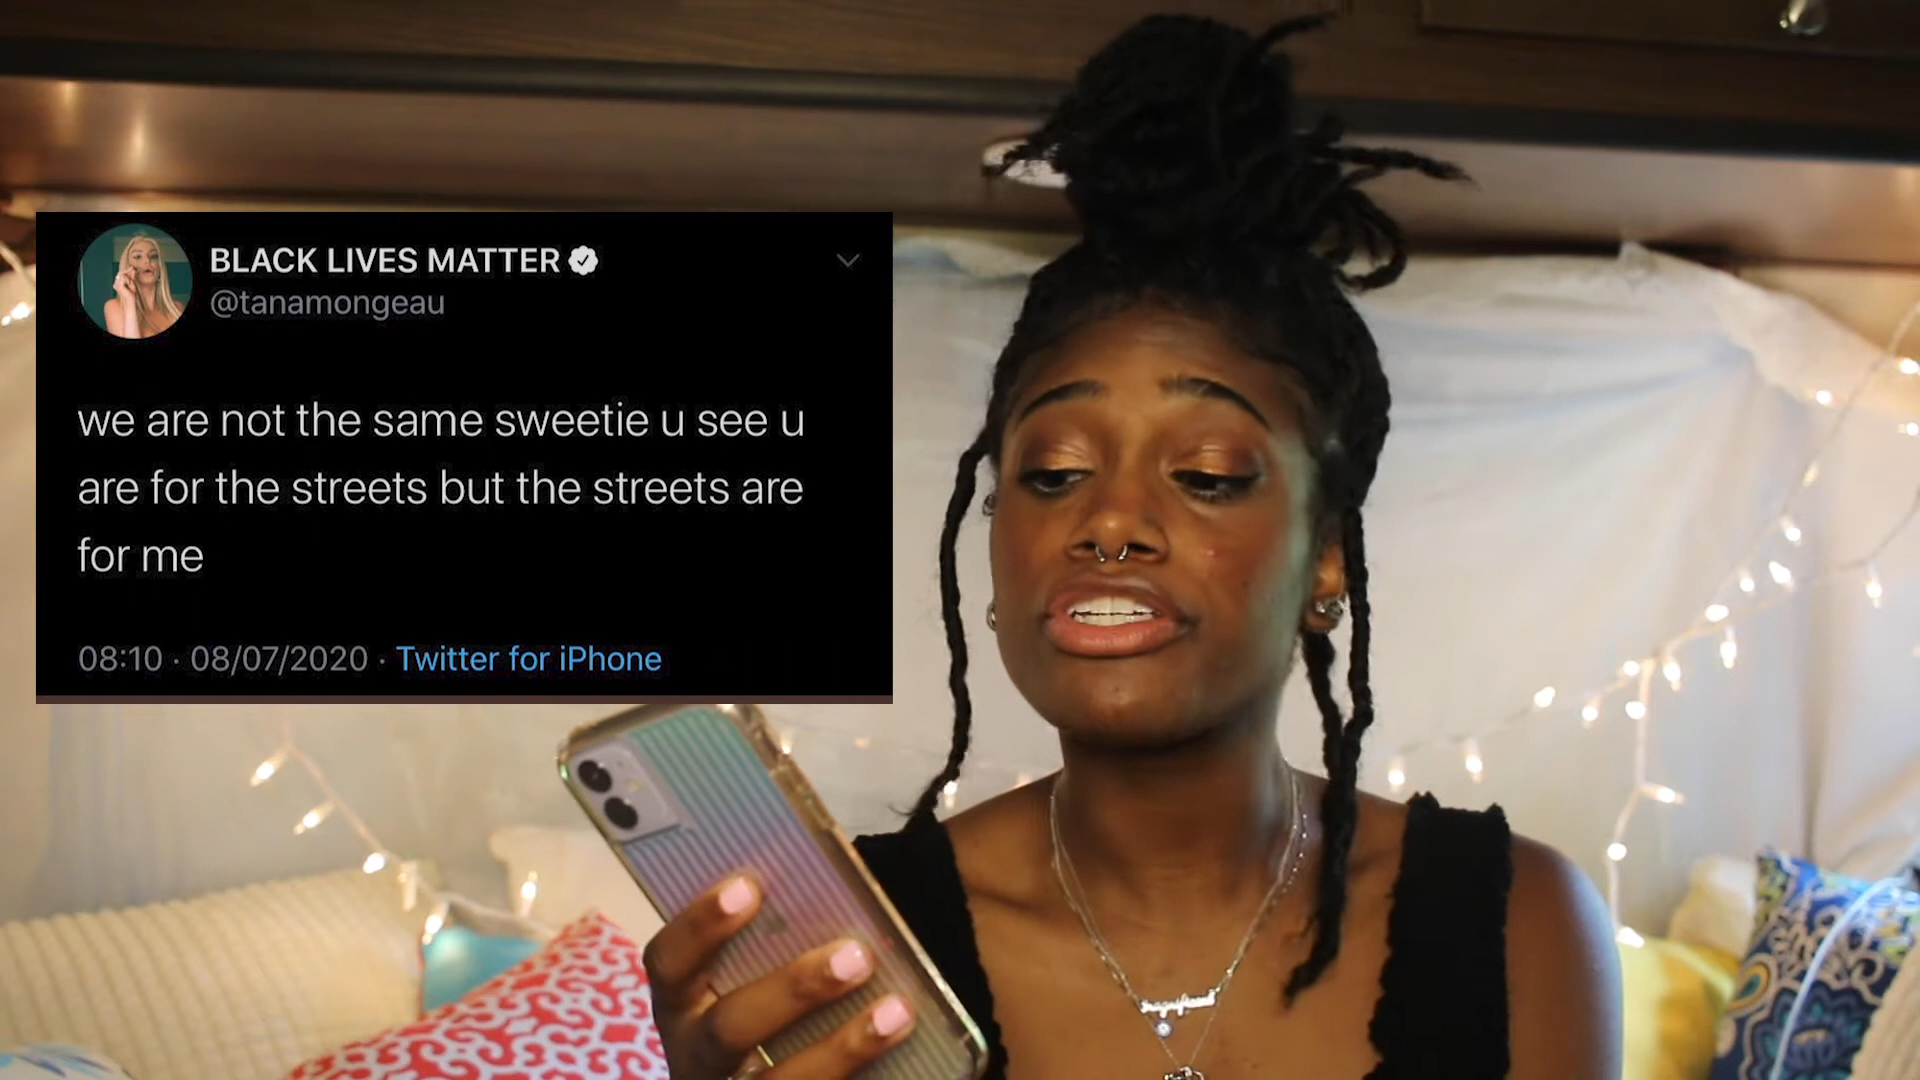 BLACK LIVES MATTER
@tanamongeau
we are not the same sweetie u see u
are for the streets but the streets are
for me
08:10 · 08/07/2020 · Twitter for iPhone